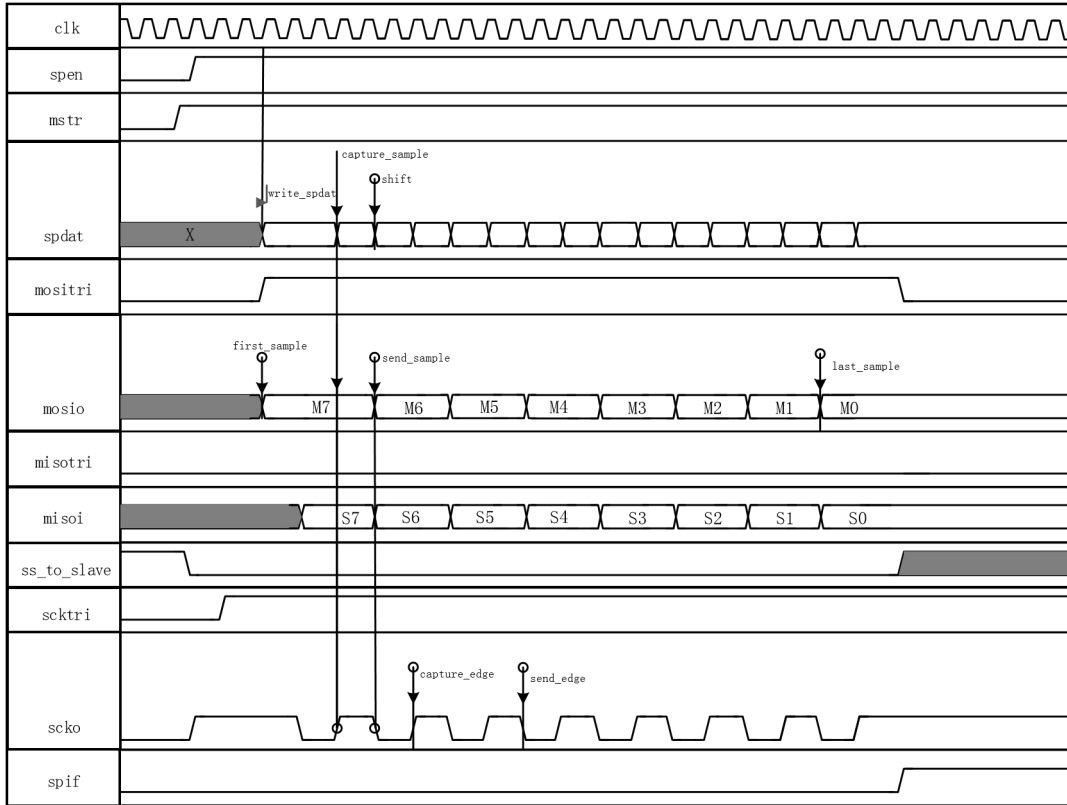 clk
spen
mstr
capture_sample
shift
write_spdat
spdat
X
mositri
first_sample
send_sample
last_sample
mosio
M7 M6 M5 M4 M3 M2 M1 M0
misotri
misoi
S7 S6 S5 S4 S3 S2 S1 S0
ss_to_slave
scktri
capture_edge
send_edge
scko
spif